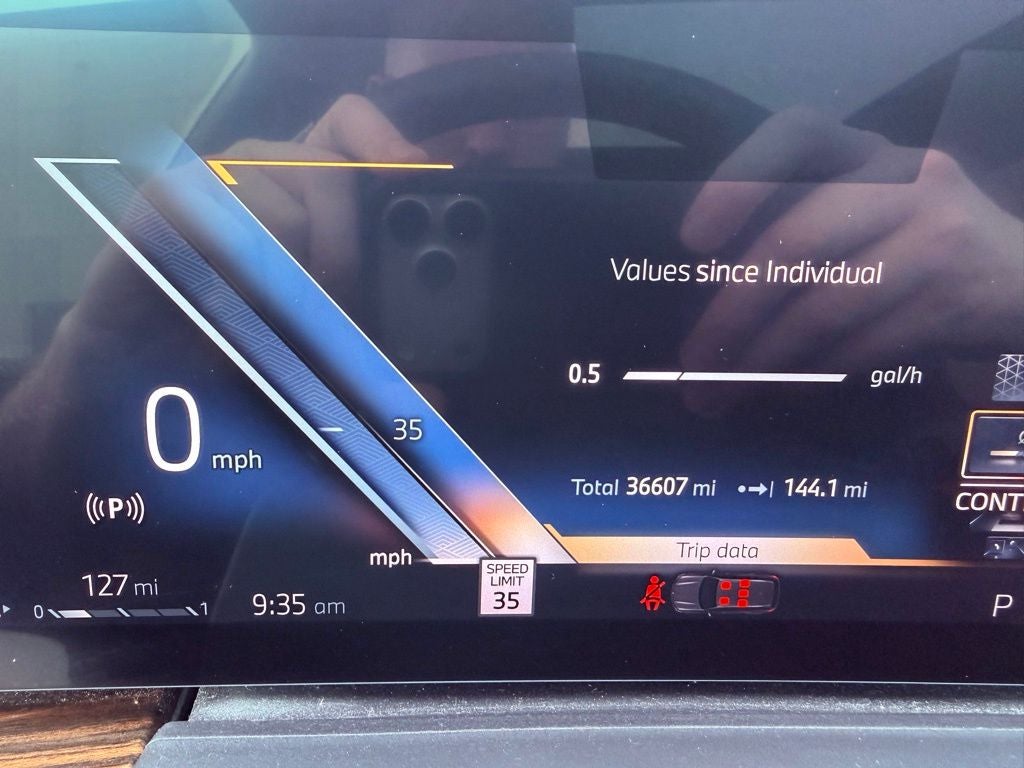 Values since Individual
0.5 gal/h
35
0 mph
Total 36607 mi 144.1 mi
P
mph
Trip data
127 mi
0 1
9:35 am
SPEED
LIMIT
35
P